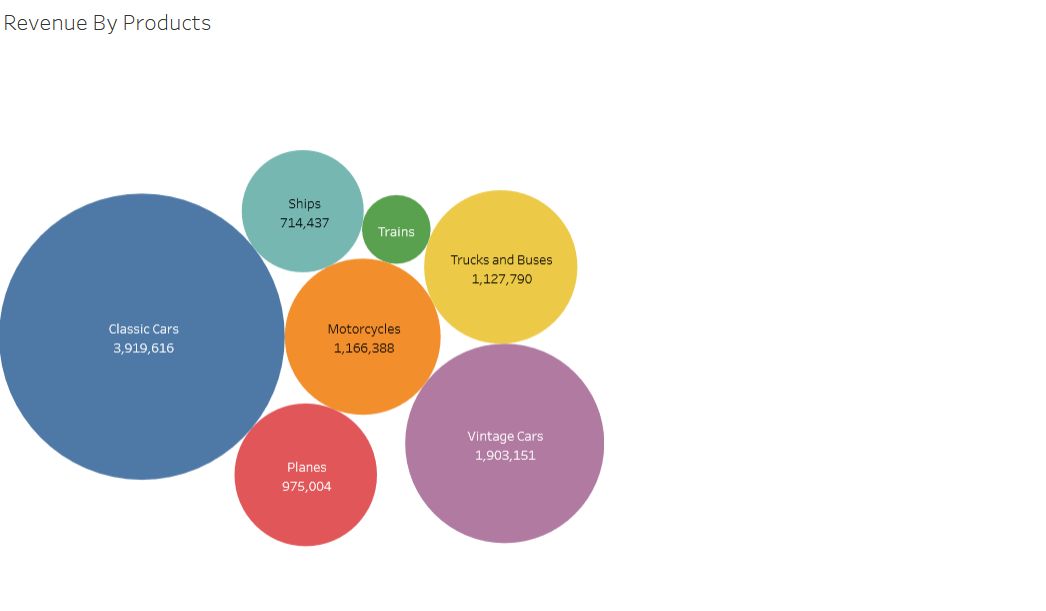 Revenue By Products
Ships
714,437
Trains
Trucks and Buses
1,127,790
Classic Cars
3,919,616
Motorcycles
1,166,388
Vintage Cars
1,903,151
Planes
975,004